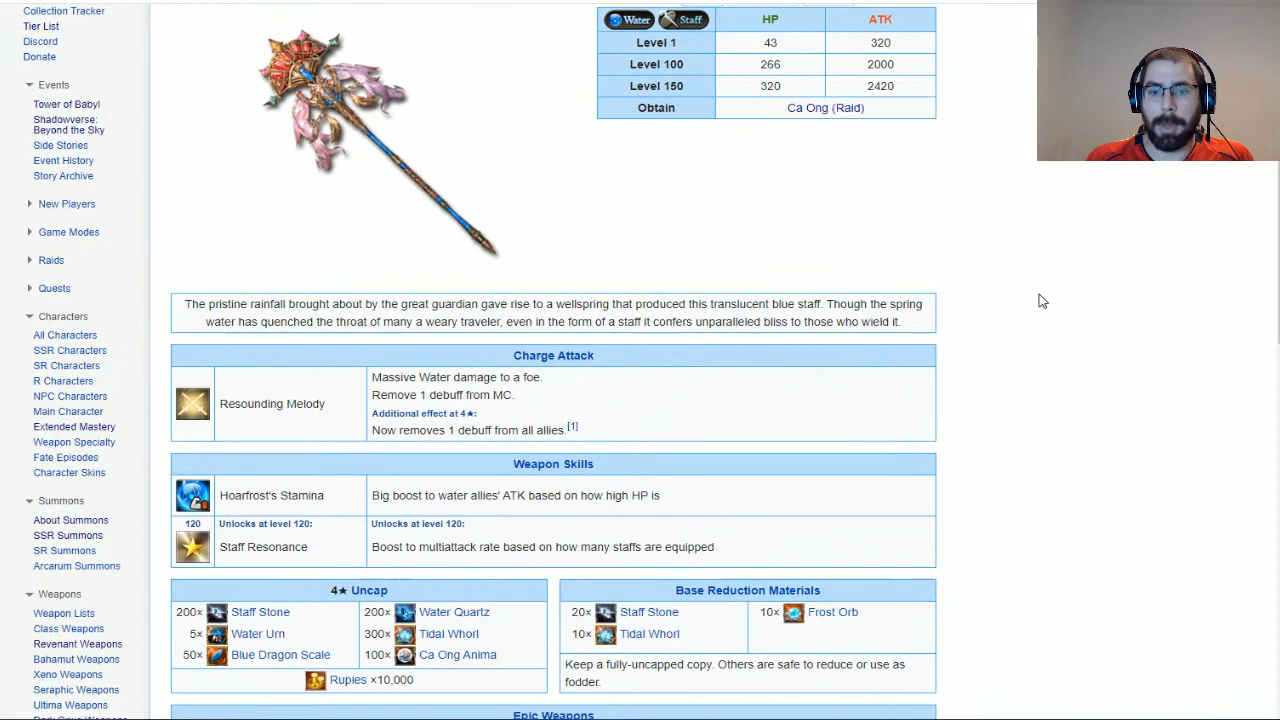 Collection Tracker
Tier List
Discord
Donate
Events
Tower of Babyl
Shadowverse:
Beyond the Sky
Side Stories
Event History
Story Archive
New Players
Game Modes
Raids
Quests
Characters
All Characters
SSR Characters
SR Characters
R Characters
NPC Characters
Main Character
Extended Mastery
Weapon Specialty
Fate Episodes
Character Skins
Summons
About Summons
SSR Summons
SR Summons
Arcarum Summons
Weapons
Weapon Lists
Class Weapons
Revenant Weapons
Bahamut Weapons
Xeno Weapons
Seraphic Weapons
Ultima Weapons
Water Staff HP ATK
Level 1 43 320
Level 100 266 2000
Level 150 320 2420
Obtain Ca Ong (Raid)
The pristine rainfall brought about by the great guardian gave rise to a wellspring that produced this translucent blue staff. Though the spring
water has quenched the throat of many a weary traveler, even in the form of a staff it confers unparalleled bliss to those who wield it.
Charge Attack
Resounding Melody
Massive Water damage to a foe.
Remove 1 debuff from MC.
Additional effect at 4★:
Now removes 1 debuff from all allies.[1]
Weapon Skills
Hoarfrost's Stamina Big boost to water allies' ATK based on how high HP is
120 Unlocks at level 120: Unlocks at level 120:
Staff Resonance Boost to multiattack rate based on how many staffs are equipped
4★ Uncap
200× Staff Stone 200× Water Quartz
5× Water Urn 300× Tidal Whorl
50× Blue Dragon Scale 100× Ca Ong Anima
Rupies ×10,000
Base Reduction Materials
20× Staff Stone 10× Frost Orb
10× Tidal Whorl
Keep a fully-uncapped copy. Others are safe to reduce or use as
fodder.
Epic Weapons